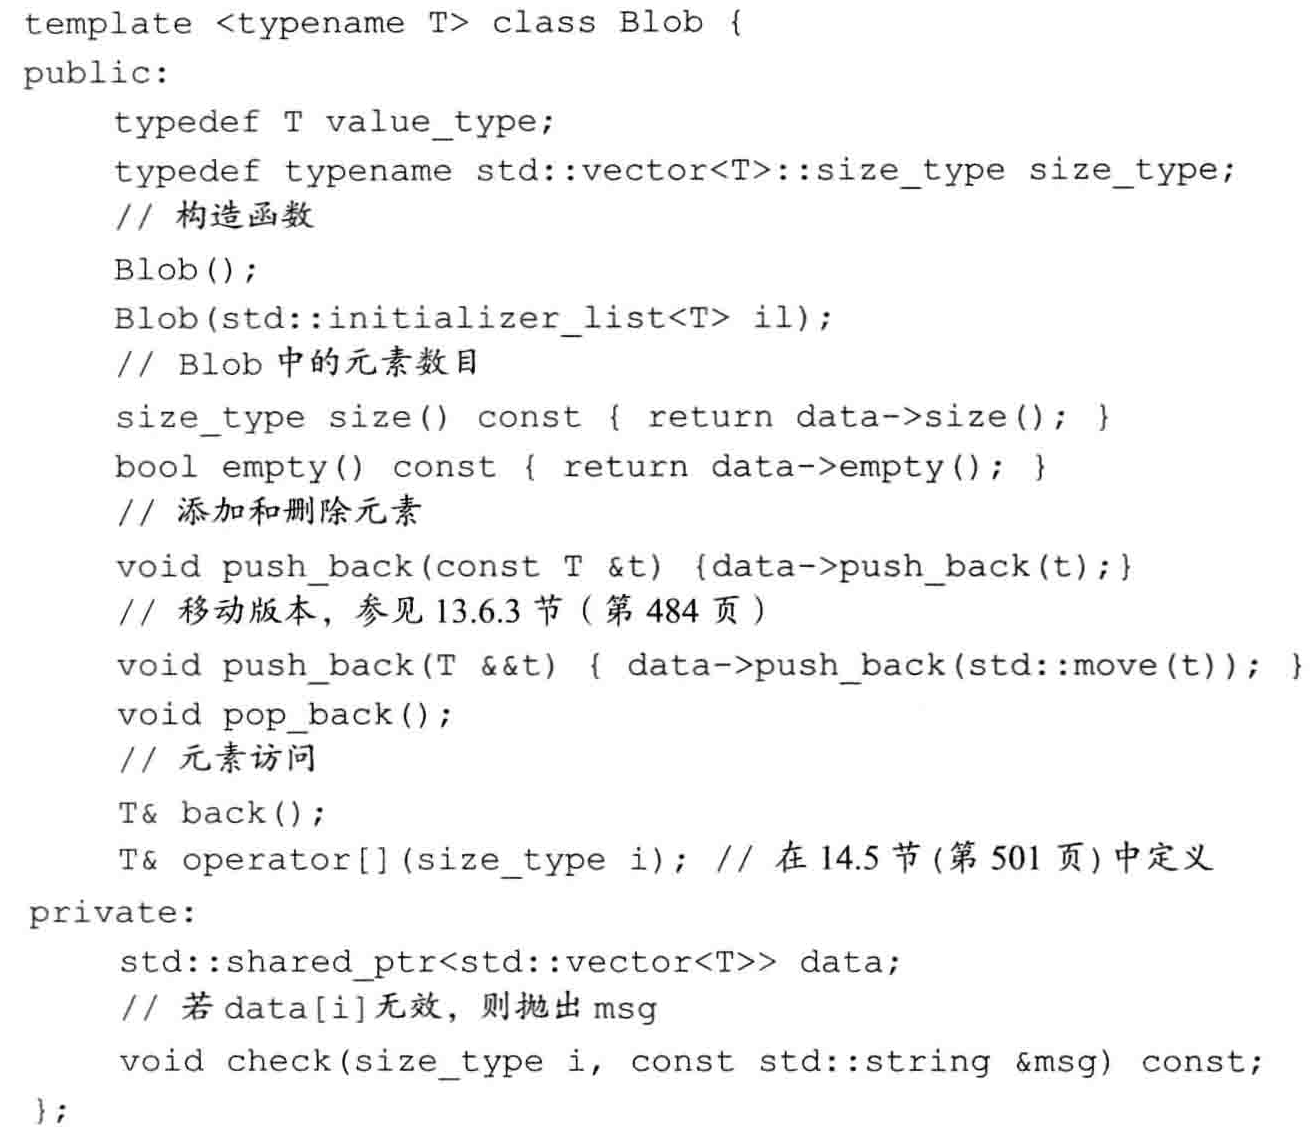 template <typename T> class Blob {
public:
typedef T value_type;
typedef typename std::vector<T>::size_type size_type;
// 构造函数
Blob();
Blob(std::initializer_list<T> il);
// Blob 中的元素数目
size_type size() const { return data->size(); }
bool empty() const { return data->empty(); }
// 添加和删除元素
void push_back(const T &t) {data->push_back(t);}
// 移动版本，参见 13.6.3 节（第 484 页）
void push_back(T &&t) { data->push_back(std::move(t)); }
void pop_back();
// 元素访问
T& back();
T& operator[](size_type i); // 在 14.5 节(第 501 页)中定义
private:
std::shared_ptr<std::vector<T>> data;
// 若 data[i]无效，则抛出 msg
void check(size_type i, const std::string &msg) const;
};